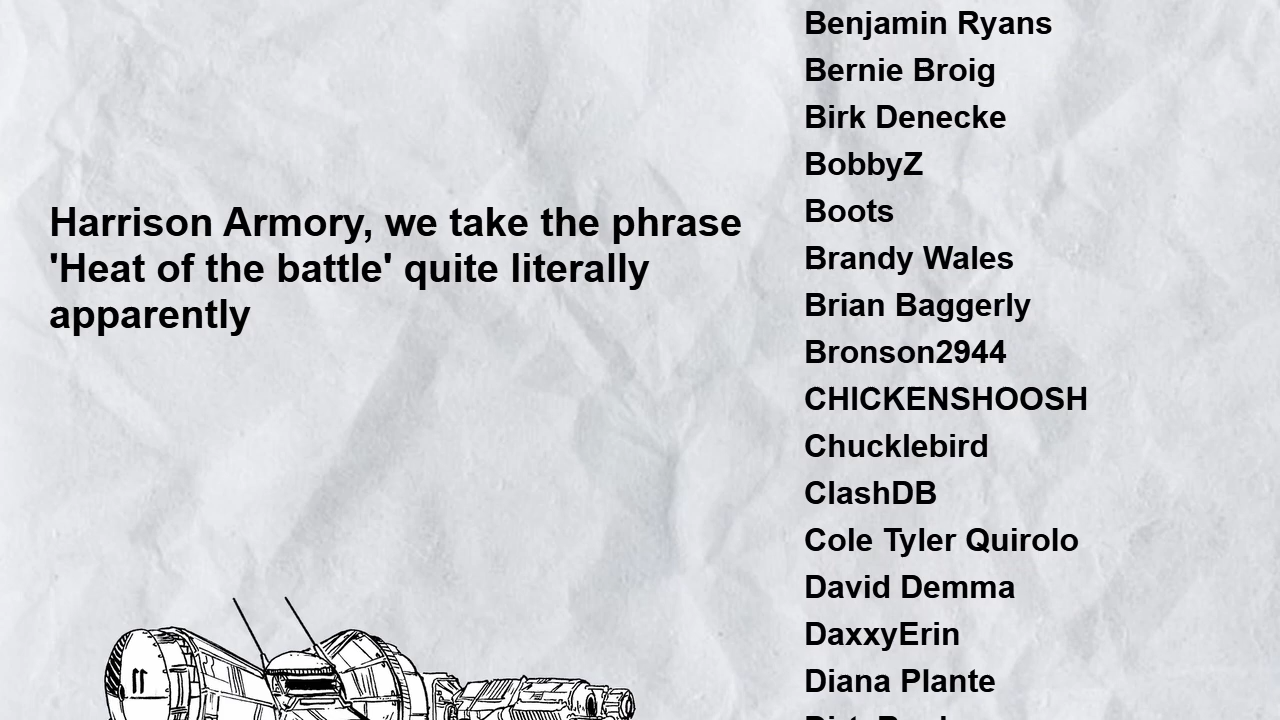 Harrison Armory, we take the phrase
'Heat of the battle' quite literally
apparently
Benjamin Ryans
Bernie Broig
Birk Denecke
BobbyZ
Boots
Brandy Wales
Brian Baggerly
Bronson2944
CHICKENSHOOSH
Chucklebird
ClashDB
Cole Tyler Quirolo
David Demma
DaxxyErin
Diana Plante